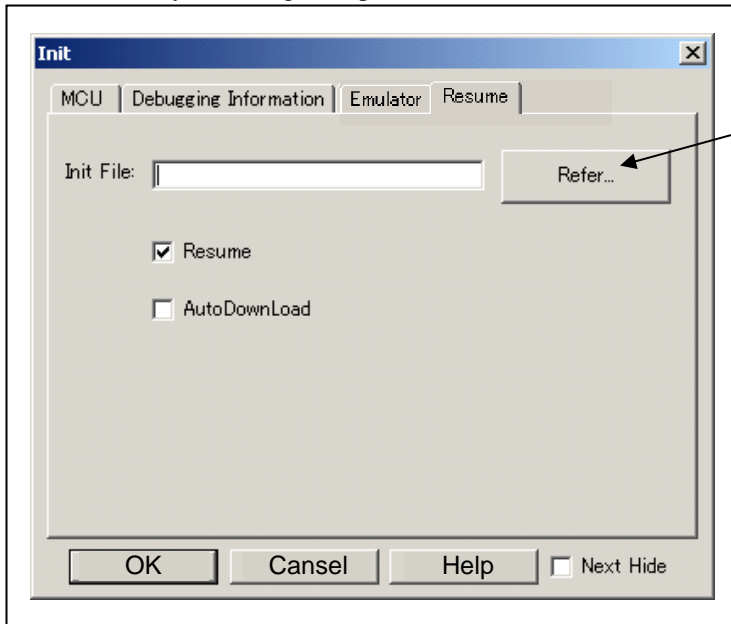 Init
MCU Debugging Information Emulator Resume
Init File: Refer...
Resume
AutoDownLoad
OK Cansel Help Next Hide